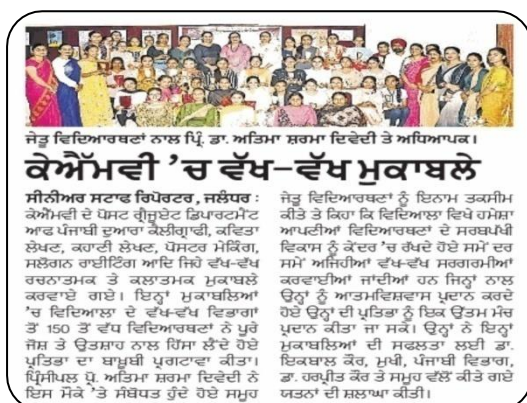 ਜੇਤੂ ਵਿਦਿਆਰਥਣਾਂ ਨਾਲ ਪ੍ਰਿੰ. ਡਾ. ਅਤਿਮਾ ਸ਼ਰਮਾ ਦਿਵੇਦੀ ਤੇ ਅਧਿਆਪਕ।
ਕੇਐੱਮਵੀ ’ਚ ਵੱਖ-ਵੱਖ ਮੁਕਾਬਲੇ
ਸੀਨੀਅਰ ਸਟਾਫ ਰਿਪੋਰਟਰ, ਜਲੰਧਰ :
ਕੇਐੱਮਵੀ ਦੇ ਪੋਸਟ ਗ੍ਰੈਜੂਏਟ ਡਿਪਾਰਟਮੈਂਟ
ਆਫ ਪੰਜਾਬੀ ਦੁਆਰਾ ਕੈਲੀਗ੍ਰਾਫੀ, ਕਵਿਤਾ
ਲੇਖਣ, ਕਹਾਣੀ ਲੇਖਣ, ਪੋਸਟਰ ਮੇਕਿੰਗ,
ਸਲੋਗਨ ਰਾਈਟਿੰਗ ਆਦਿ ਜਿਹੇ ਵੱਖ-ਵੱਖ
ਰਚਨਾਤਮਕ ਤੇ ਕਲਾਤਮਕ ਮੁਕਾਬਲੇ
ਕਰਵਾਏ ਗਏ। ਇਨ੍ਹਾਂ ਮੁਕਾਬਲਿਆਂ
’ਚ ਵਿਦਿਆਲਾ ਦੇ ਵੱਖ-ਵੱਖ ਵਿਭਾਗਾਂ
ਤੋਂ 150 ਤੋਂ ਵੱਧ ਵਿਦਿਆਰਥਣਾਂ ਨੇ ਪੂਰੇ
ਜੋਸ਼ ਤੇ ਉਤਸ਼ਾਹ ਨਾਲ ਹਿੱਸਾ ਲੈਂਦੇ ਹੋਏ
ਪ੍ਰਤਿਭਾ ਦਾ ਬਾਖੂਬੀ ਪ੍ਰਗਟਾਵਾ ਕੀਤਾ।
ਪ੍ਰਿੰਸੀਪਲ ਪ੍ਰੋ. ਅਤਿਮਾ ਸ਼ਰਮਾ ਦਿਵੇਦੀ ਨੇ
ਇਸ ਮੌਕੇ ’ਤੇ ਸੰਬੋਧਤ ਹੁੰਦੇ ਹੋਏ ਸਮੂਹ
ਜੇਤੂ ਵਿਦਿਆਰਥਣਾਂ ਨੂੰ ਇਨਾਮ ਤਕਸੀਮ
ਕੀਤੇ ਤੇ ਕਿਹਾ ਕਿ ਵਿਦਿਆਲਾ ਵਿਖੇ ਹਮੇਸ਼ਾ
ਆਪਣੀਆਂ ਵਿਦਿਆਰਥਣਾਂ ਦੇ ਸਰਬਪੱਖੀ
ਵਿਕਾਸ ਨੂੰ ਕੇਂਦਰ ’ਚ ਰੱਖਦੇ ਹੋਏ ਸਮੇਂ ਦਰ
ਸਮੇਂ ਅਜਿਹੀਆਂ ਵੱਖ-ਵੱਖ ਸਰਗਰਮੀਆਂ
ਕਰਵਾਈਆਂ ਜਾਂਦੀਆਂ ਹਨ ਜਿਨ੍ਹਾਂ ਨਾਲ
ਉਨ੍ਹਾਂ ਨੂੰ ਆਤਮਵਿਸ਼ਵਾਸ ਪ੍ਰਦਾਨ ਕਰਦੇ
ਹੋਏ ਉਨ੍ਹਾਂ ਦੀ ਪ੍ਰਤਿਭਾ ਨੂੰ ਇਕ ਉੱਤਮ ਮੰਚ
ਪ੍ਰਦਾਨ ਕੀਤਾ ਜਾ ਸਕੇ। ਉਨ੍ਹਾਂ ਨੇ ਇਨ੍ਹਾਂ
ਮੁਕਾਬਲਿਆਂ ਦੀ ਸਫਲਤਾ ਲਈ ਡਾ.
ਇਕਬਾਲ ਕੌਰ, ਮੁਖੀ, ਪੰਜਾਬੀ ਵਿਭਾਗ,
ਡਾ. ਹਰਪ੍ਰੀਤ ਕੌਰ ਤੇ ਸਮੂਹ ਵੱਲੋਂ ਕੀਤੇ ਗਏ
ਯਤਨਾਂ ਦੀ ਸ਼ਲਾਘਾ ਕੀਤੀ।